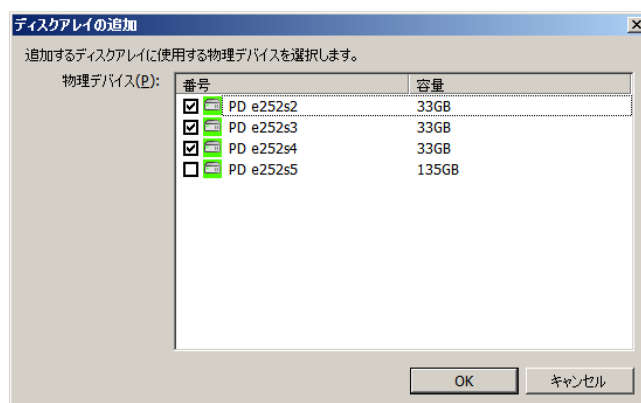 ディスクアレイの追加
追加するディスクアレイに使用する物理デバイスを選択します。
物理デバイス(P):
番号 容量
PD e252s2 33GB
PD e252s3 33GB
PD e252s4 33GB
PD e252s5 135GB
OK キャンセル